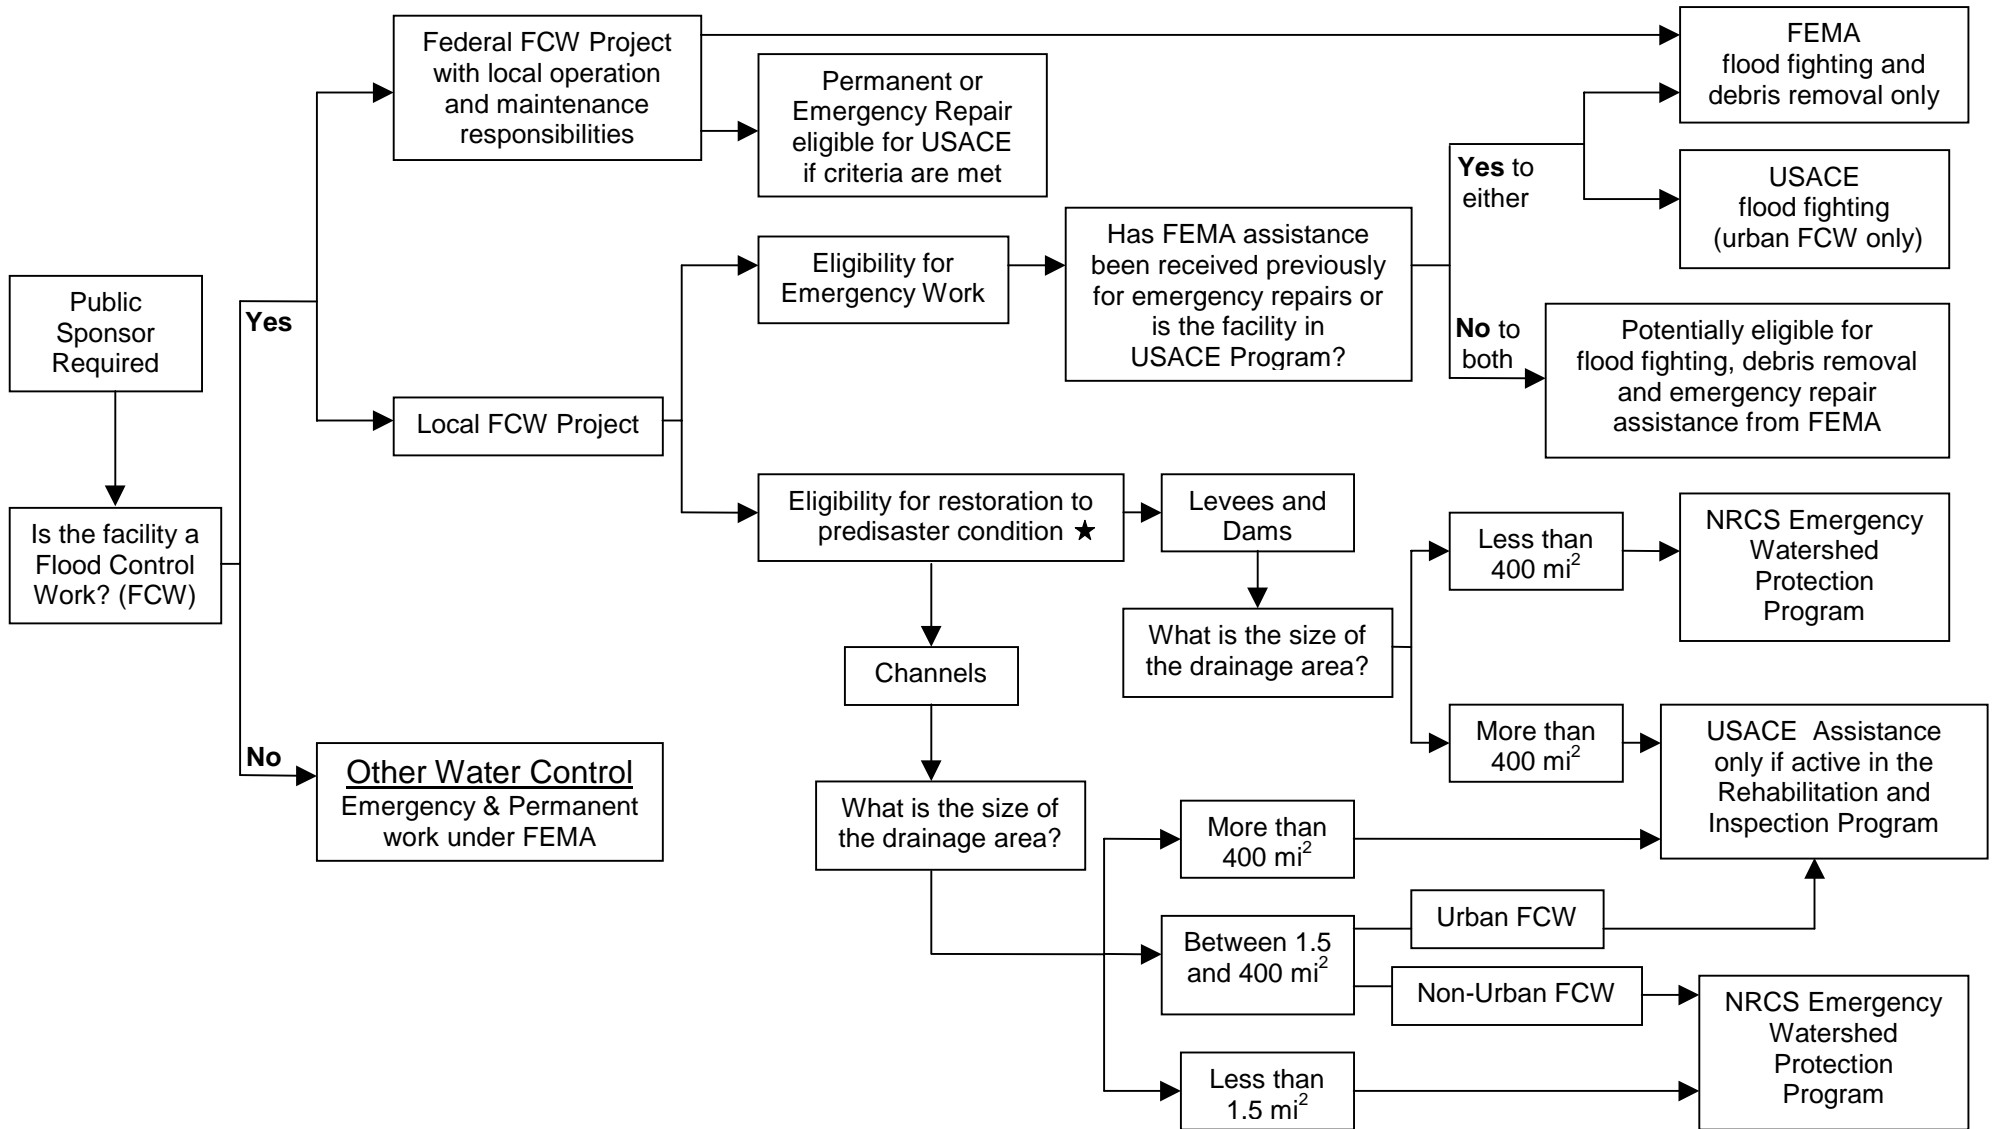 Public
Sponsor
Required
Is the facility a
Flood Control
Work? (FCW)
Yes
No
Federal FCW Project
with local operation
and maintenance
responsibilities
Permanent or
Emergency Repair
eligible for USACE
if criteria are met
FEMA
flood fighting and
debris removal only
Yes to
either
USACE
flood fighting
(urban FCW only)
Local FCW Project
Eligibility for
Emergency Work
Has FEMA assistance
been received previously
for emergency repairs or
is the facility in
USACE Program?
No to
both
Potentially eligible for
flood fighting, debris removal
and emergency repair
assistance from FEMA
Eligibility for restoration to
predisaster condition ★
Levees and
Dams
What is the size of
the drainage area?
Less than
400 mi²
NRCS Emergency
Watershed
Protection
Program
More than
400 mi²
USACE Assistance
only if active in the
Rehabilitation and
Inspection Program
Other Water Control
Emergency & Permanent
work under FEMA
Channels
What is the size of
the drainage area?
More than
400 mi²
Between 1.5
and 400 mi²
Urban FCW
Non-Urban FCW
Less than
1.5 mi²
NRCS Emergency
Watershed
Protection
Program